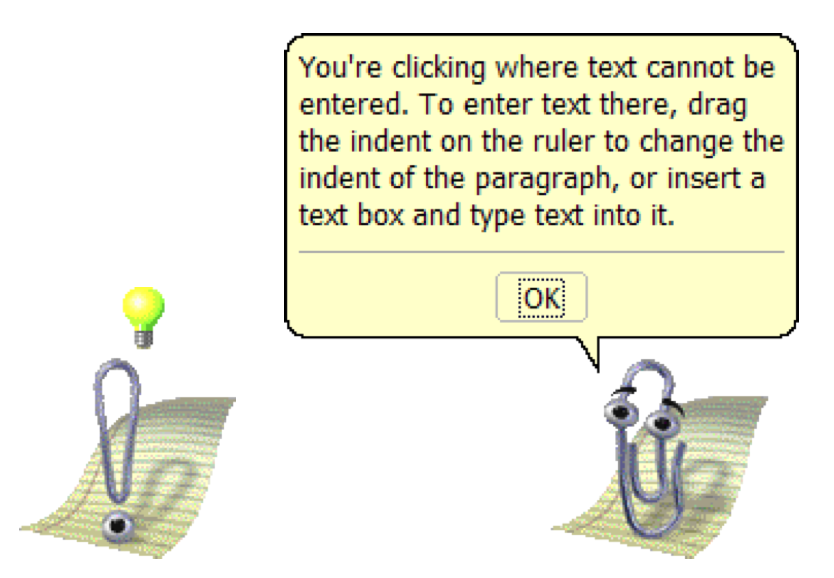 You're clicking where text cannot be
entered. To enter text there, drag
the indent on the ruler to change the
indent of the paragraph, or insert a
text box and type text into it.
OK